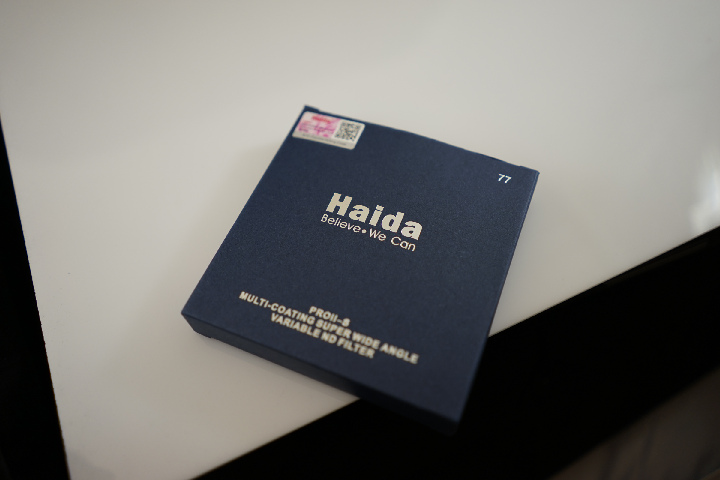 77
Haida
Believe•We Can
PROII-S
MULTI-COATING SUPER WIDE ANGLE
VARIABLE ND FILTER